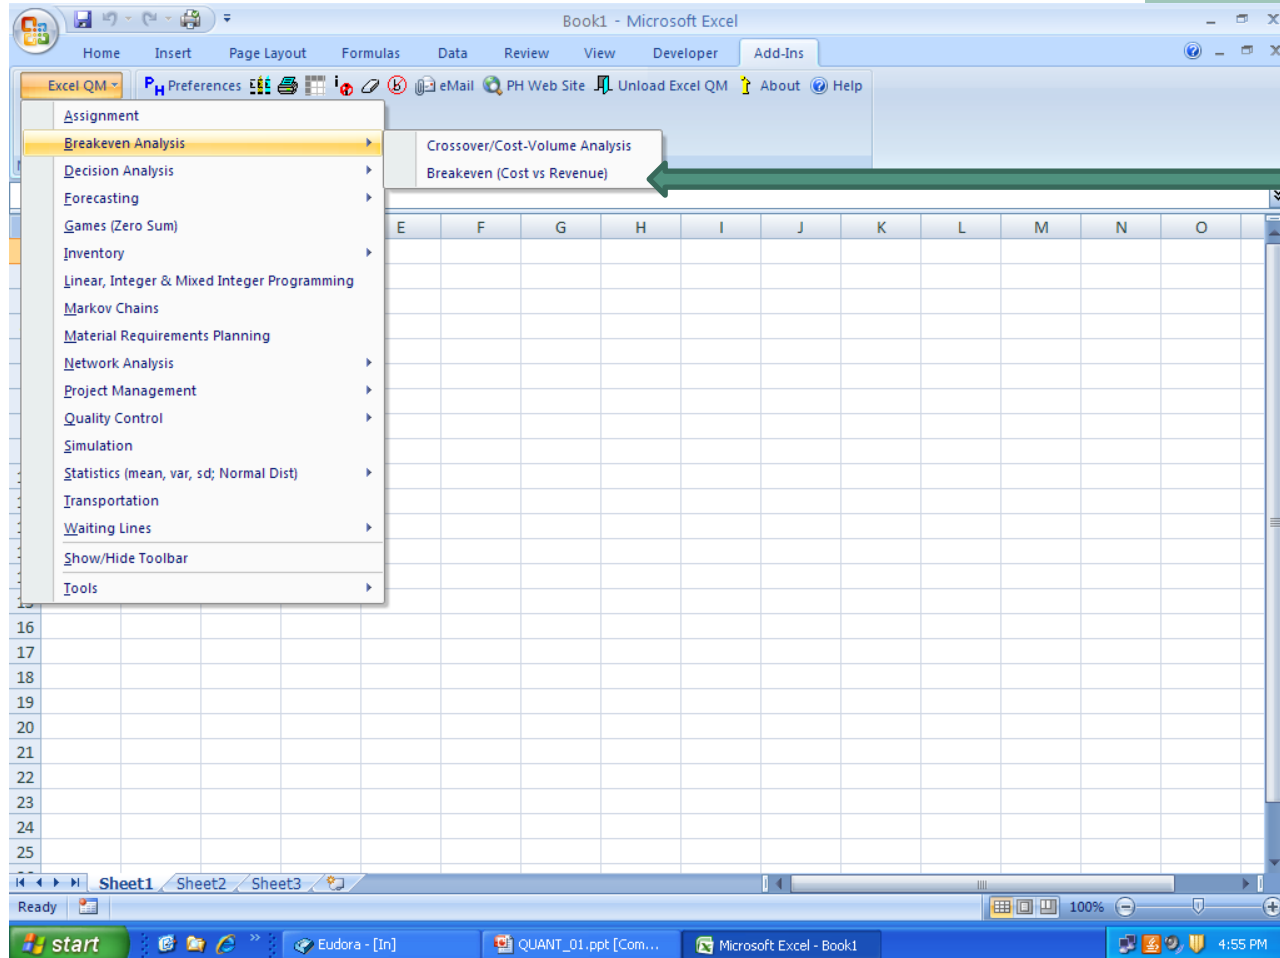 Book1 - Microsoft Excel
Home Insert Page Layout Formulas Data Review View Developer Add-Ins
Excel QM PH Preferences eMail PH Web Site Unload Excel QM About Help
Assignment
Breakeven Analysis
Crossover/Cost-Volume Analysis
Breakeven (Cost vs Revenue)
Decision Analysis
Forecasting
Games (Zero Sum)
Inventory
Linear, Integer & Mixed Integer Programming
Markov Chains
Material Requirements Planning
Network Analysis
Project Management
Quality Control
Simulation
Statistics (mean, var, sd; Normal Dist)
Transportation
Waiting Lines
Show/Hide Toolbar
Tools
E F G H I J K L M N O
16
17
18
19
20
21
22
23
24
25
Sheet1 Sheet2 Sheet3
Ready 100%
start Eudora - [In] QUANT_01.ppt [Com... Microsoft Excel - Book1 4:55 PM